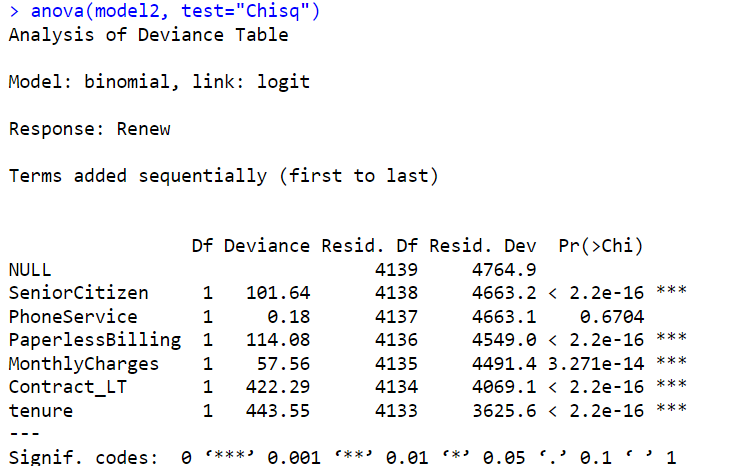 > anova(model2, test="Chisq")
Analysis of Deviance Table
Model: binomial, link: logit
Response: Renew
Terms added sequentially (first to last)
Df Deviance Resid. Df Resid. Dev Pr(>Chi)
NULL 4139 4764.9
SeniorCitizen 1 101.64 4138 4663.2 < 2.2e-16 ***
PhoneService 1 0.18 4137 4663.1 0.6704
PaperlessBilling 1 114.08 4136 4549.0 < 2.2e-16 ***
MonthlyCharges 1 57.56 4135 4491.4 3.271e-14 ***
Contract_LT 1 422.29 4134 4069.1 < 2.2e-16 ***
tenure 1 443.55 4133 3625.6 < 2.2e-16 ***
---
Signif. codes: 0 ‘***’ 0.001 ‘**’ 0.01 ‘*’ 0.05 ‘.’ 0.1 ‘ ’ 1